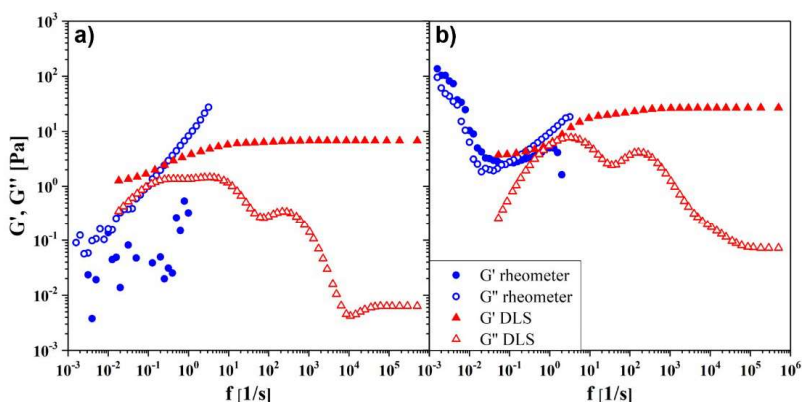 a)
b)
10³
10²
10¹
10⁰
10⁻¹
10⁻²
10⁻³
G', G'' [Pa]
G' rheometer
G'' rheometer
G' DLS
G'' DLS
10⁻³ 10⁻² 10⁻¹ 10⁰ 10¹ 10² 10³ 10⁴ 10⁵ 10⁻³ 10⁻² 10⁻¹ 10⁰ 10¹ 10² 10³ 10⁴ 10⁵ 10⁶
f [1/s] f [1/s]